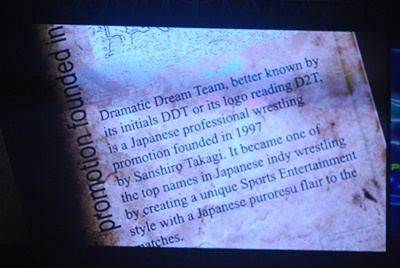 promotion founded in
Dramatic Dream Team, better known by
its initials DDT or its logo reading D2T,
is a Japanese professional wrestling
promotion founded in 1997
by Sanshiro Takagi. It became one of
the top names in Japanese indy wrestling
by creating a unique Sports Entertainment
style with a Japanese puroresu flair to the
matches.